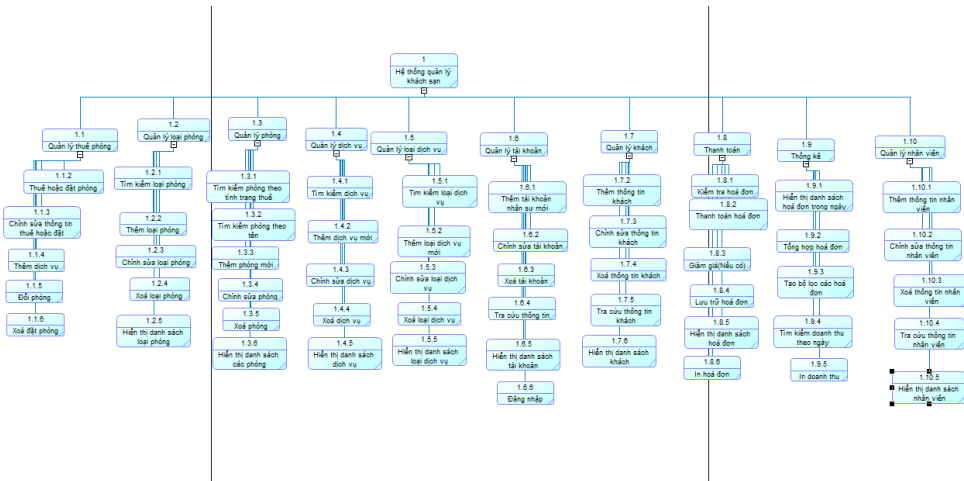 1
Hệ thống quản lý
khách sạn
1.1
Quản lý thuê phòng
1.1.2
Thuê hoặc đặt phòng
1.1.3
Chỉnh sửa thông tin
thuê hoặc đặt
1.1.4
Thêm dịch vụ
1.1.5
Đổi phòng
1.1.6
Xoá đặt phòng
1.2
Quản lý loại phòng
1.2.1
Tìm kiếm loại phòng
1.2.2
Thêm loại phòng
1.2.3
Chỉnh sửa loại phòng
1.2.4
Xoá loại phòng
1.2.5
Hiển thị danh sách
loại phòng
1.3
Quản lý phòng
1.3.1
Tìm kiếm phòng theo
tình trạng thuê
1.3.2
Tìm kiếm phòng theo
tên
1.3.3
Thêm phòng mới
1.3.4
Chỉnh sửa phòng
1.3.5
Xoá phòng
1.3.6
Hiển thị danh sách
các phòng
1.4
Quản lý dịch vụ
1.4.1
Tìm kiếm dịch vụ
1.4.2
Thêm dịch vụ mới
1.4.3
Chỉnh sửa dịch vụ
1.4.4
Xoá dịch vụ
1.4.5
Hiển thị danh sách
dịch vụ
1.5
Quản lý loại dịch vụ
1.5.1
Tìm kiếm loại dịch
vụ
1.5.2
Thêm loại dịch vụ
mới
1.5.3
Chỉnh sửa loại dịch
vụ
1.5.4
Xoá loại dịch vụ
1.5.5
Hiển thị danh sách
loại dịch vụ
1.6
Quản lý tài khoản
1.6.1
Thêm tài khoản
nhân sự mới
1.6.2
Chỉnh sửa tài khoản
1.6.3
Xoá tài khoản
1.6.4
Tra cứu thông tin
1.6.5
Hiển thị danh sách
tài khoản
1.6.6
Đăng nhập
1.7
Quản lý khách
1.7.2
Thêm thông tin
khách
1.7.3
Chỉnh sửa thông tin
khách
1.7.4
Xoá thông tin khách
1.7.5
Tra cứu thông tin
khách
1.7.6
Hiển thị danh sách
khách
1.8
Thanh toán
1.8.1
Kiểm tra hoá đơn
1.8.2
Thanh toán hoá đơn
1.8.3
Giảm giá(Nếu có)
1.8.4
Lưu trữ hoá đơn
1.8.5
Hiển thị danh sách
hoá đơn
1.8.6
In hoá đơn
1.9
Thống kê
1.9.1
Hiển thị danh sách
hoá đơn trong ngày
1.9.2
Tổng hợp hoá đơn
1.9.3
Tạo bộ lọc các hoá
đơn
1.9.4
Tìm kiếm doanh thu
theo ngày
1.9.5
In doanh thu
1.10
Quản lý nhân viên
1.10.1
Thêm thông tin nhân
viên
1.10.2
Chỉnh sửa thông tin
nhân viên
1.10.3
Xoá thông tin nhân
viên
1.10.4
Tra cứu thông tin
nhân viên
1.10.5
Hiển thị danh sách
nhân viên